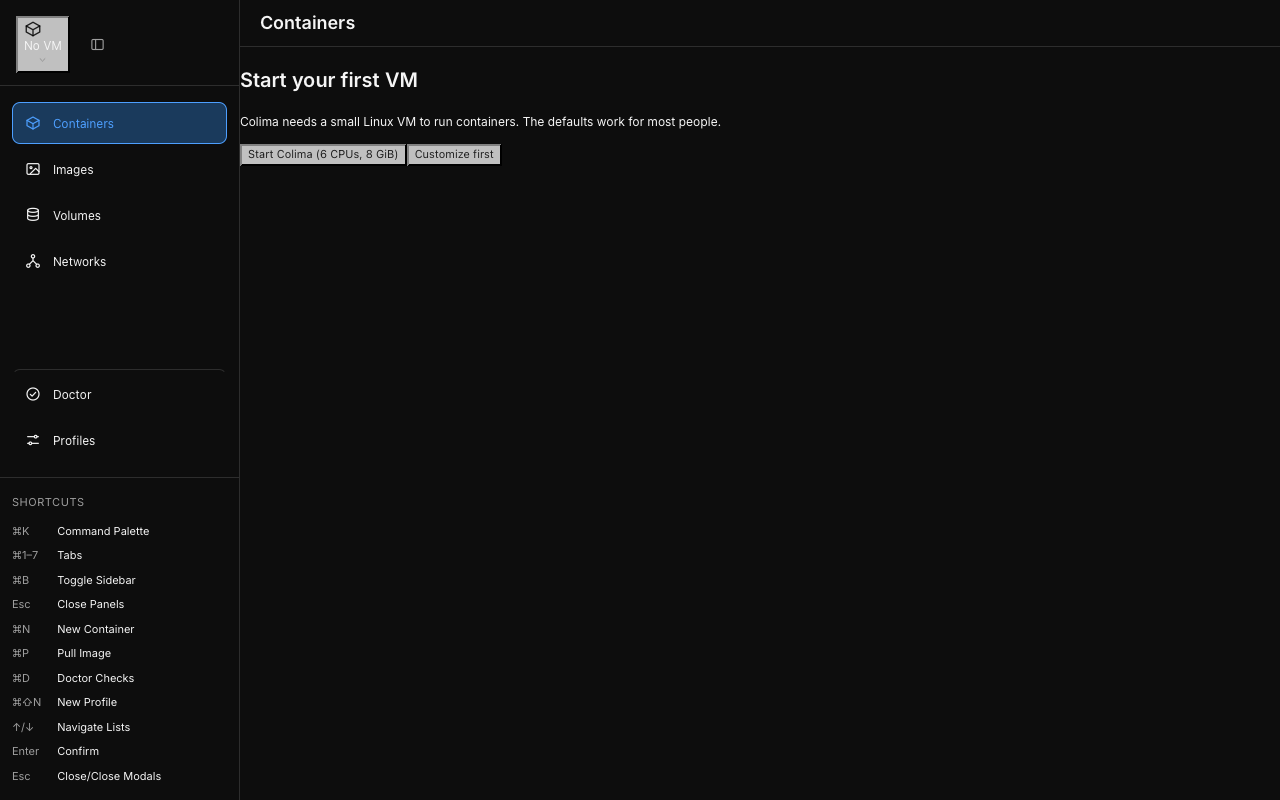 No VM
Containers
Images
Volumes
Networks
Doctor
Profiles
SHORTCUTS
⌘K Command Palette
⌘1–7 Tabs
⌘B Toggle Sidebar
Esc Close Panels
⌘N New Container
⌘P Pull Image
⌘D Doctor Checks
⌘⇧N New Profile
↑/↓ Navigate Lists
Enter Confirm
Esc Close/Close Modals
Containers
Start your first VM
Colima needs a small Linux VM to run containers. The defaults work for most people.
Start Colima (6 CPUs, 8 GiB) Customize first